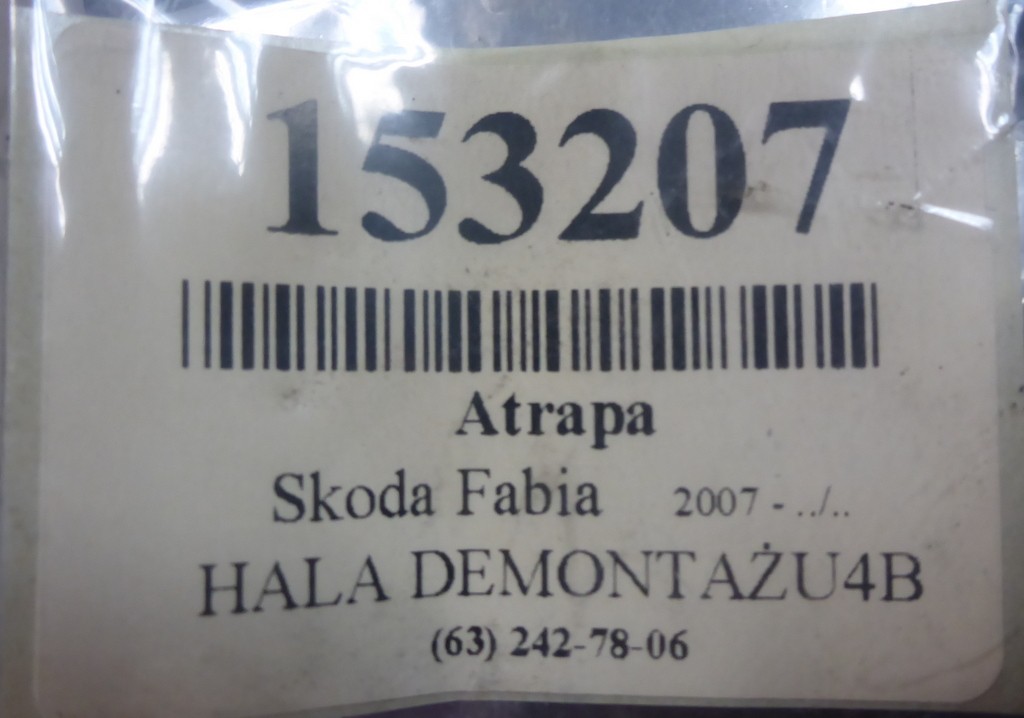 153207
Atrapa
Skoda Fabia 2007 - ../..
HALA DEMONTAŻU4B
(63) 242-78-06